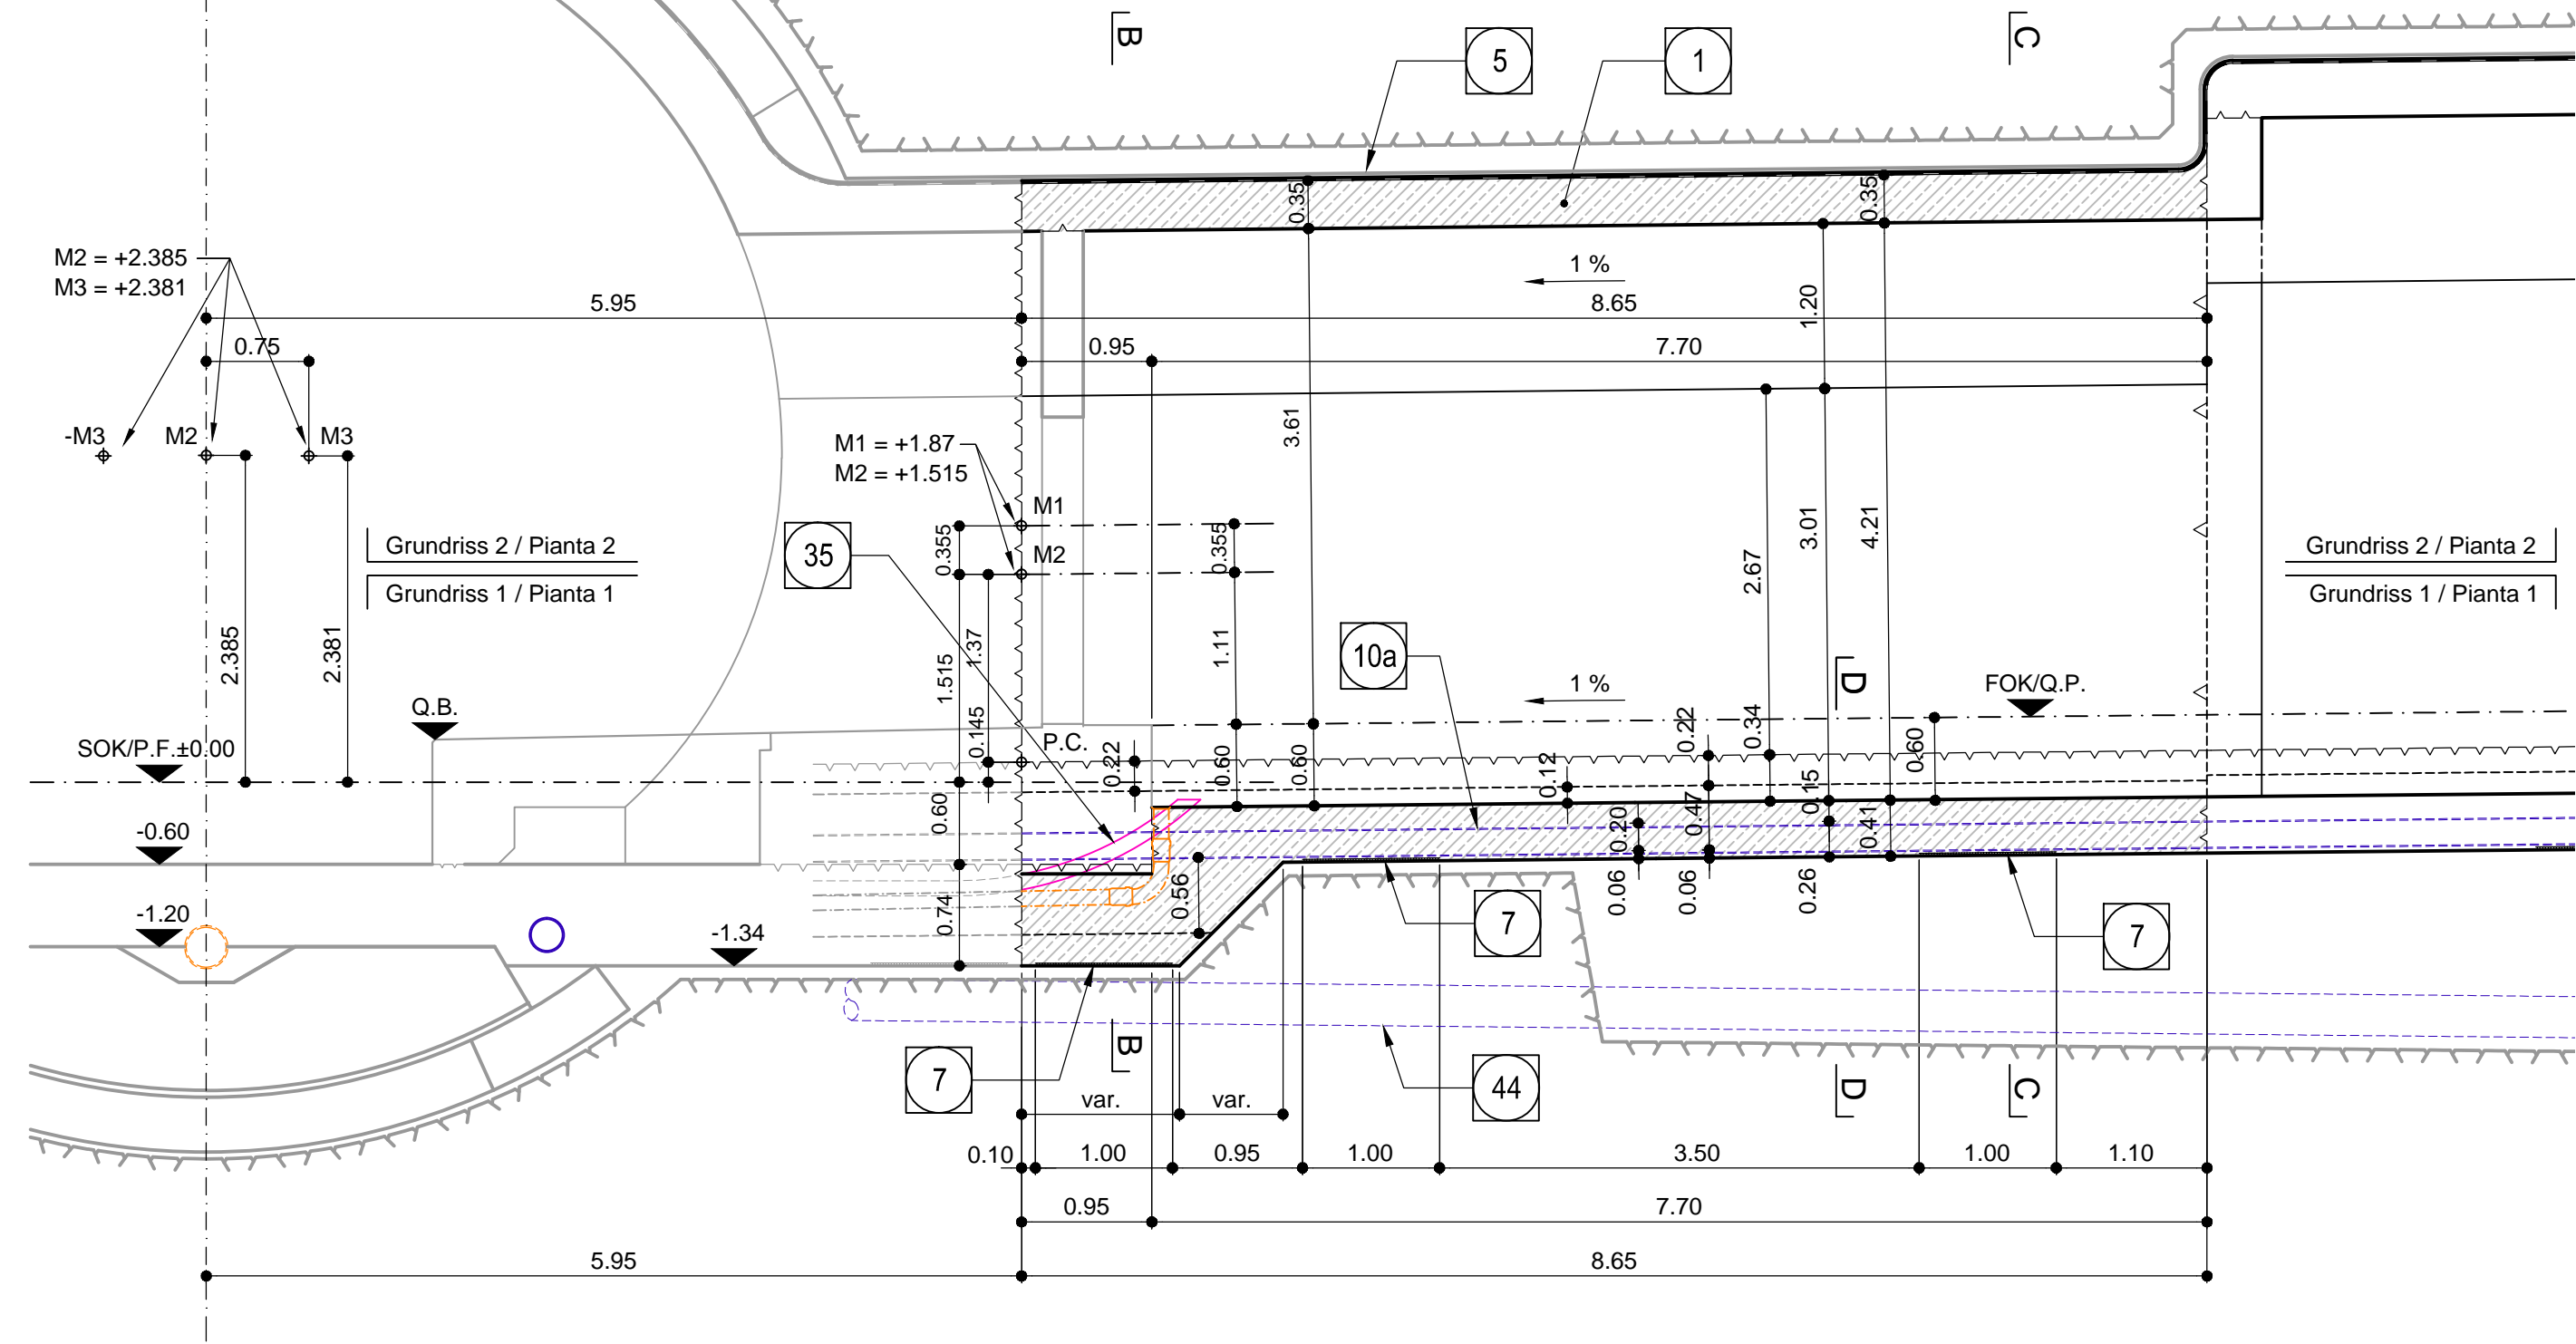 B
C
5
1
0.35
0.35
M2 = +2.385
M3 = +2.381
1 %
5.95
8.65
1.20
0.75
0.95
7.70
3.61
-M3
M2
M3
M1 = +1.87
M2 = +1.515
M1
M2
35
0.355
0.355
3.01
4.21
2.67
Grundriss 2 / Pianta 2
Grundriss 1 / Pianta 1
Grundriss 2 / Pianta 2
Grundriss 1 / Pianta 1
2.385
2.381
1.515
1.37
1.11
10a
D
1 %
FOK/Q.P.
Q.B.
SOK/P.F.±0.00
0.145
P.C.
0.22
0.60
0.60
0.22
0.34
0.60
0.12
0.15
0.60
0.20
0.47
0.41
-0.60
-1.20
-1.34
0.74
0.56
0.06
0.06
0.26
7
7
B
7
44
D
C
var.
var.
0.10
1.00
0.95
1.00
3.50
1.00
1.10
0.95
7.70
5.95
8.65